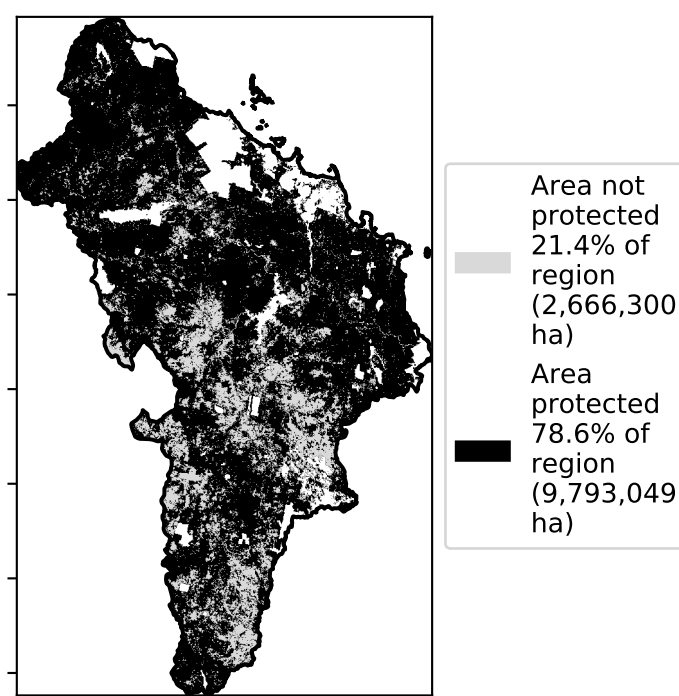 Area not
protected
21.4% of
region
(2,666,300
ha)
Area
protected
78.6% of
region
(9,793,049
ha)